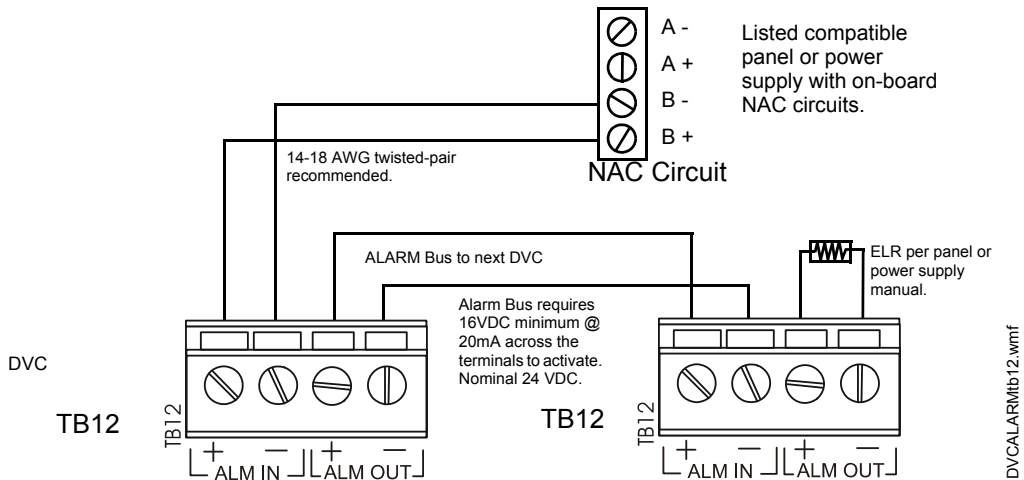 A -
A +
B -
B +
NAC Circuit
Listed compatible
panel or power
supply with on-board
NAC circuits.
14-18 AWG twisted-pair
recommended.
ALARM Bus to next DVC
ELR per panel or
power supply
manual.
Alarm Bus requires
16VDC minimum @
20mA across the
terminals to activate.
Nominal 24 VDC.
DVC
TB12
TB12
+ − + −
ALM IN ALM OUT
TB12
TB12
+ − + −
ALM IN ALM OUT
DVCALARMtb12.wmf